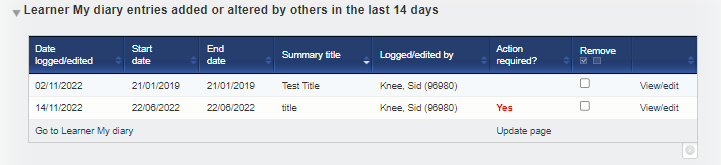 Learner My diary entries added or altered by others in the last 14 days
Date logged/edited Start date End date Summary title Logged/edited by Action required? Remove
02/11/2022 21/01/2019 21/01/2019 Test Title Knee, Sid (96980) View/edit
14/11/2022 22/06/2022 22/06/2022 title Knee, Sid (96980) Yes View/edit
Go to Learner My diary Update page